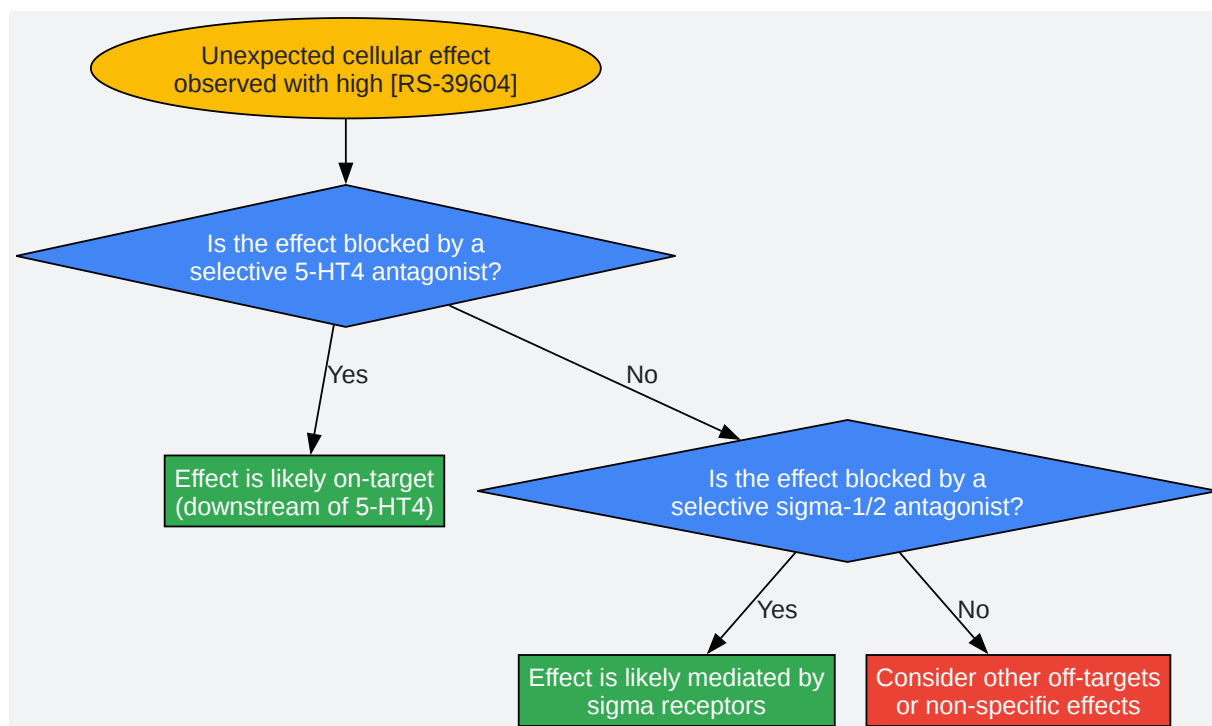 Unexpected cellular effect
observed with high [RS-39604]
Is the effect blocked by a
selective 5-HT4 antagonist?
Yes
No
Effect is likely on-target
(downstream of 5-HT4)
Is the effect blocked by a
selective sigma-1/2 antagonist?
Yes
No
Effect is likely mediated by
sigma receptors
Consider other off-targets
or non-specific effects